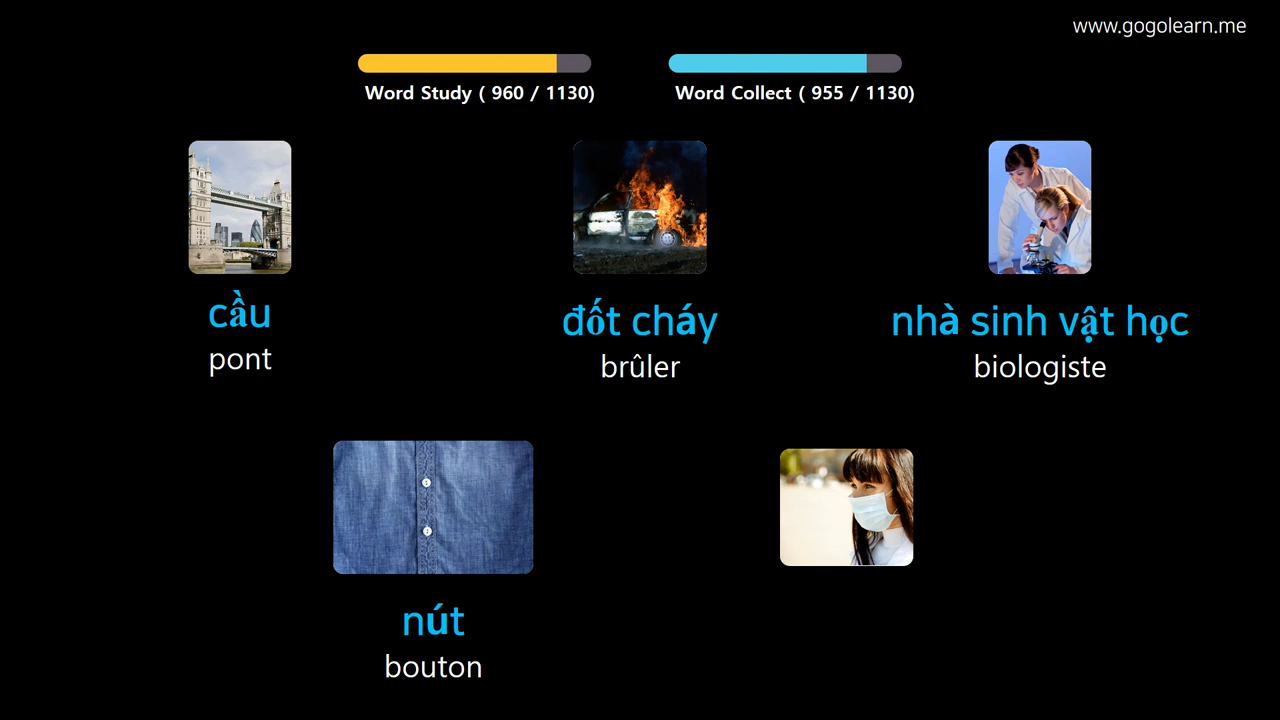 www.gogolearn.me
Word Study ( 960 / 1130)
Word Collect ( 955 / 1130)
cầu
pont
đốt cháy
brûler
nhà sinh vật học
biologiste
nút
bouton